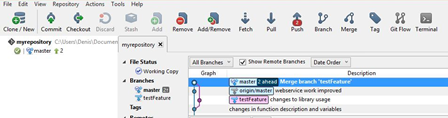 File Edit View Repository Actions Tools Help
Clone / New Commit Checkout Discard Stash Add Remove Add/Remove Fetch Pull Push Branch Merge Tag Git Flow Terminal
myrepository C:\Users\Denis\Documen
master 2
myrepository
File Status
Working Copy
Branches
master 2
testFeature
Tags
All Branches Show Remote Branches Date Order
Graph Description
master 2 ahead Merge branch 'testFeature'
origin/master webservice work improved
testFeature changes to library usage
changes in function description and variables